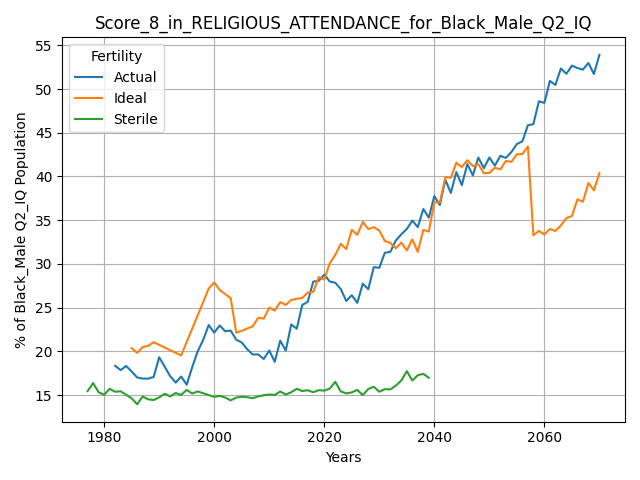 Score_8_in_RELIGIOUS_ATTENDANCE_for_Black_Male_Q2_IQ
Fertility
Actual
Ideal
Sterile
% of Black_Male Q2_IQ Population
55
50
45
40
35
30
25
20
15
1980
2000
2020
2040
2060
Years